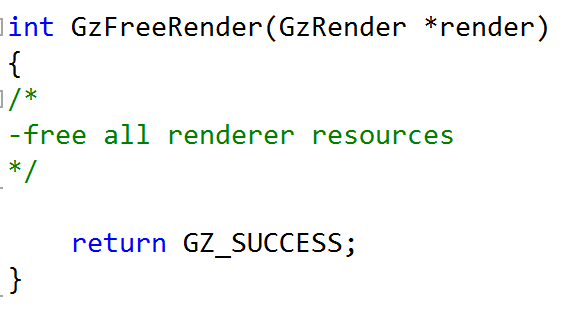 int GzFreeRender(GzRender *render)
{
/*
-free all renderer resources
*/
return GZ_SUCCESS;
}